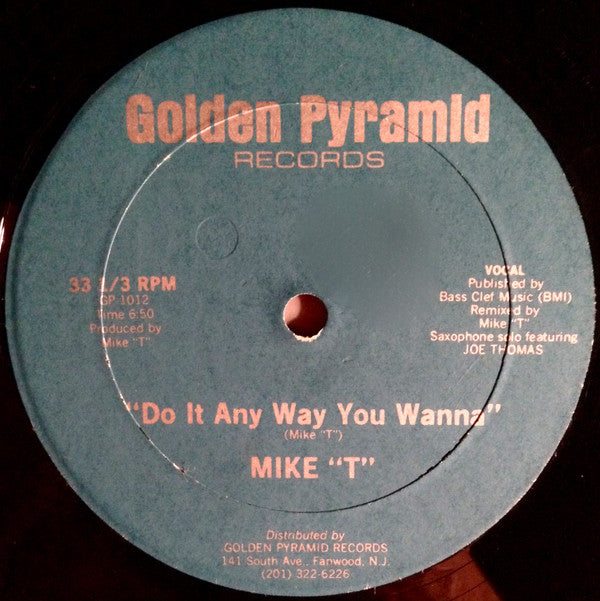 Golden Pyramid
RECORDS
33 1/3 RPM
GP 1012
Time 6:50
Produced by
Mike "T"
VOCAL
Published by
Bass Clef Music (BMI)
Remixed by
Mike "T"
Saxophone solo featuring
JOE THOMAS
"Do It Any Way You Wanna"
(Mike "T")
MIKE "T"
Distributed by
GOLDEN PYRAMID RECORDS
141 South Ave., Fanwood, N.J.
(201) 322-6226